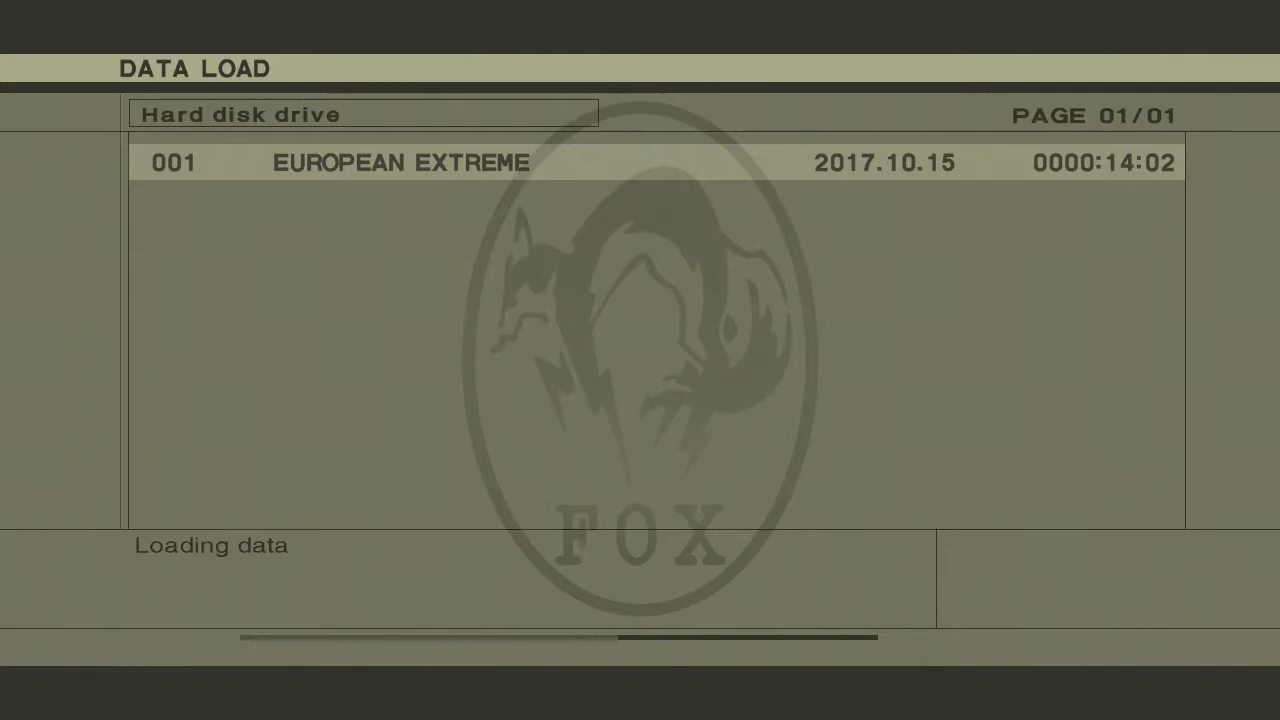 DATA LOAD
Hard disk drive PAGE 01/01
001 EUROPEAN EXTREME 2017.10.15 0000:14:02
FOX
Loading data